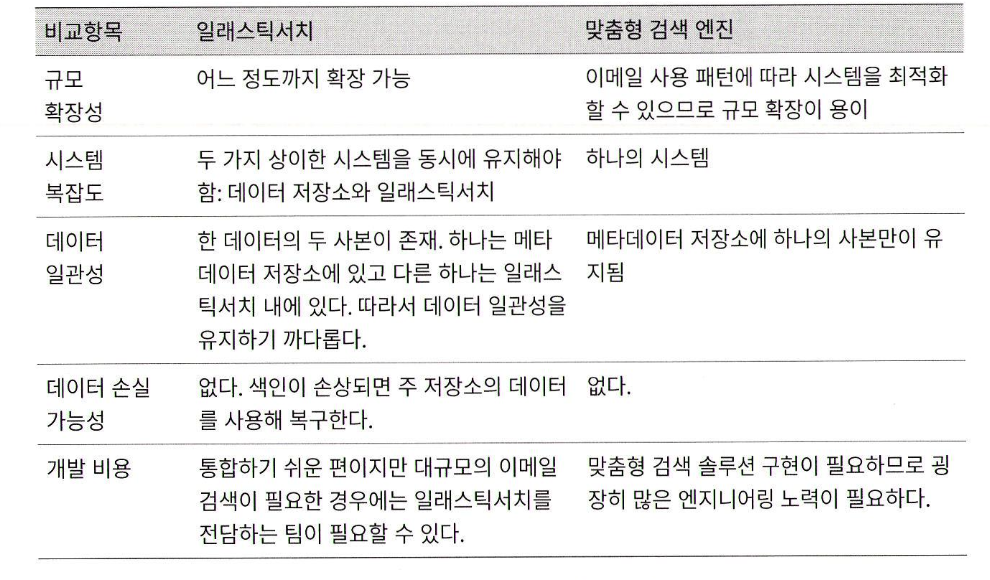 비교항목 일래스틱서치 맞춤형 검색 엔진
규모 어느 정도까지 확장 가능 이메일 사용 패턴에 따라 시스템을 최적화
확장성 할 수 있으므로 규모 확장이 용이
시스템 두 가지 상이한 시스템을 동시에 유지해야 하나의 시스템
복잡도 함: 데이터 저장소와 일래스틱서치
데이터 한 데이터의 두 사본이 존재. 하나는 메타 메타데이터 저장소에 하나의 사본만이 유
일관성 데이터 저장소에 있고 다른 하나는 일래스 지됨
틱서치 내에 있다. 따라서 데이터 일관성을
유지하기 까다롭다.
데이터 손실 없다. 색인이 손상되면 주 저장소의 데이터 없다.
가능성 를 사용해 복구한다.
개발 비용 통합하기 쉬운 편이지만 대규모의 이메일 맞춤형 검색 솔루션 구현이 필요하므로 굉
검색이 필요한 경우에는 일래스틱서치를 장히 많은 엔지니어링 노력이 필요하다.
전담하는 팀이 필요할 수 있다.